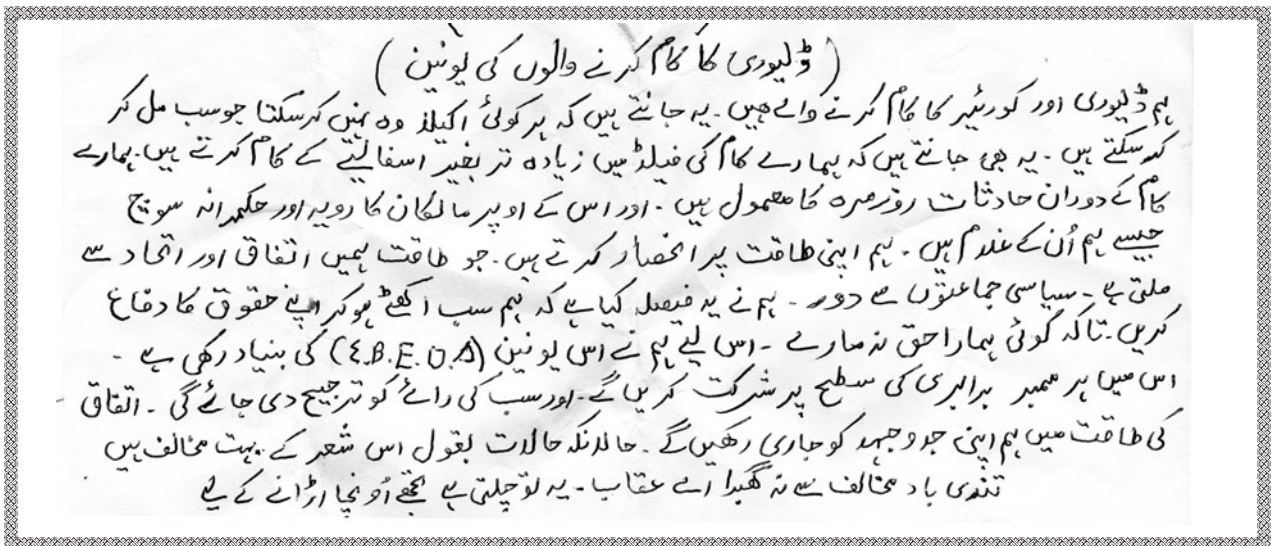 (ڈلیوری کا کام کرنے والوں کی یونین)
ہم ڈلیوری اور کورئیر کا کام کرنے والے ہیں ۔ یہ جانتے ہیں کہ ہر کوئی اکیلا وہ نہیں کرسکتا جو سب مل کر
کر سکتے ہیں ۔ یہ بھی جانتے ہیں کہ ہمارے کام کی فیلڈ میں زیادہ تر بغیر اسفالیتے کے کام کرتے ہیں ۔ ہمارے
کام کے دوران حادثات روزمرہ کا معمول ہیں ۔ اور اس کے اوپر مالکان کا رویہ اور حکمرانہ سوچ
جیسے ہم اُن کے غلام ہیں ۔ ہم اپنی طاقت پر انحصار کرتے ہیں ۔ جو طاقت ہمیں اتفاق اور اتحاد سے
ملتی ہے ۔ سیاسی جماعتوں سے دور ۔ ہم نے یہ فیصلہ کیا ہے کہ ہم سب اکھٹے ہوکر اپنے حقوق کا دفاع
کریں ۔ تاکہ کوئی ہمارا حق نہ مارے ۔ اس لیے ہم نے اس یونین (Σ.B.E.O.A) کی بنیاد رکھی ہے ۔
اس میں ہر ممبر برابری کی سطح پر شرکت کریں گے ۔ اور سب کی رائے کو ترجیح دی جائے گی ۔ اتفاق
کی طاقت میں ہم اپنی جدوجہد کو جاری رکھیں گے ۔ حالانکہ حالات بقول اس شعر کے بہت مخالف ہیں
تندی باد مخالف سے نہ گھبرا اے عقاب ۔ یہ تو چلتی ہے تجھے اُونچا اڑانے کے لیے